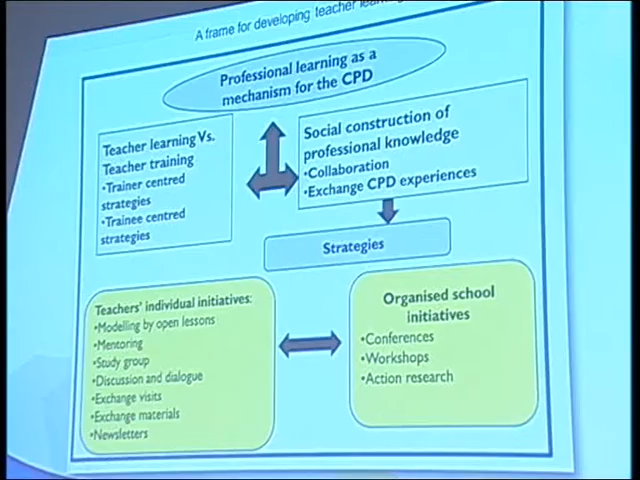 A frame for developing teacher
Professional learning as a
mechanism for the CPD
Teacher learning Vs.
Teacher training
•Trainer centred
strategies
•Trainee centred
strategies
Social construction of
professional knowledge
•Collaboration
•Exchange CPD experiences
Strategies
Teachers' individual initiatives:
•Modelling by open lessons
•Mentoring
•Study group
•Discussion and dialogue
•Exchange visits
•Exchange materials
•Newsletters
Organised school
initiatives
•Conferences
•Workshops
•Action research